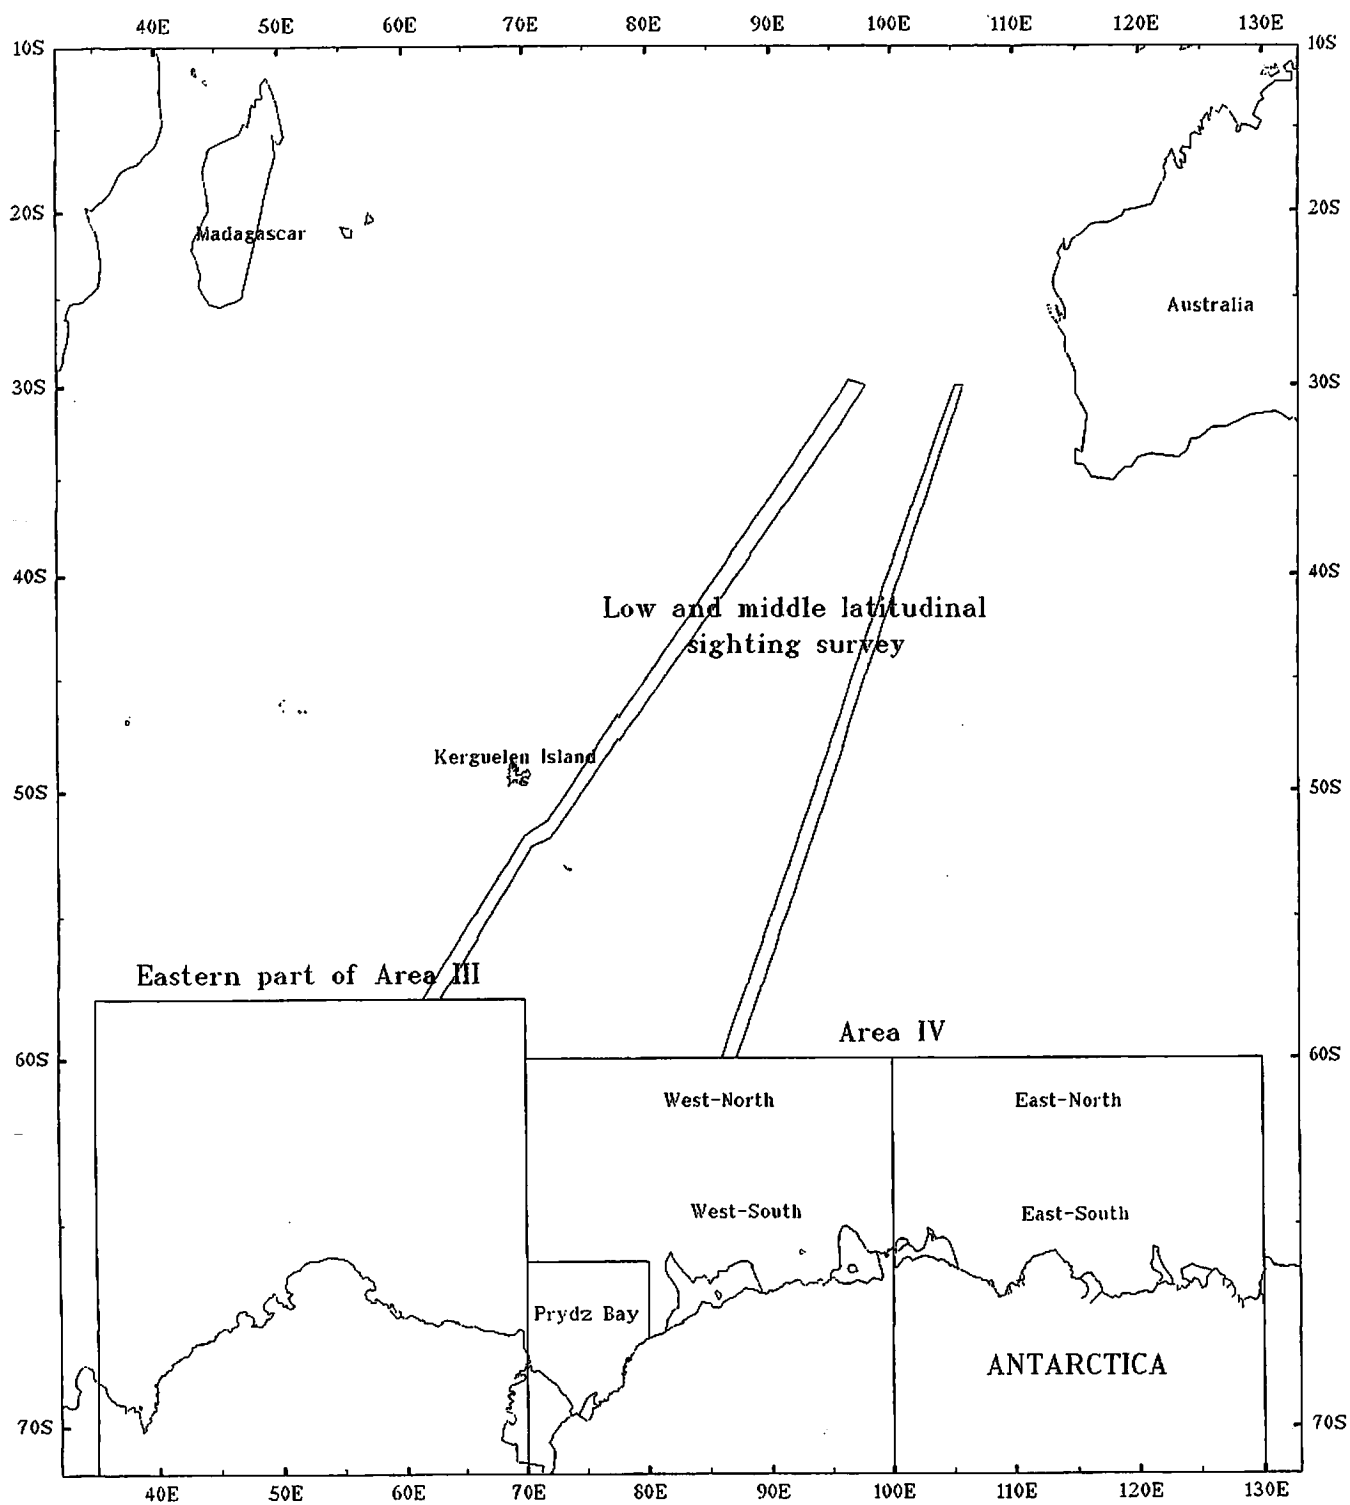 40E 50E 60E 70E 80E 90E 100E 110E 120E 130E
10S 10S
20S 20S
Madagascar
Australia
30S 30S
40S 40S
Low and middle latitudinal
sighting survey
Kerguelen Island
50S 50S
Eastern part of Area III
Area IV
60S 60S
West-North East-North
West-South East-South
Prydz Bay
ANTARCTICA
70S 70S
40E 50E 60E 70E 80E 90E 100E 110E 120E 130E